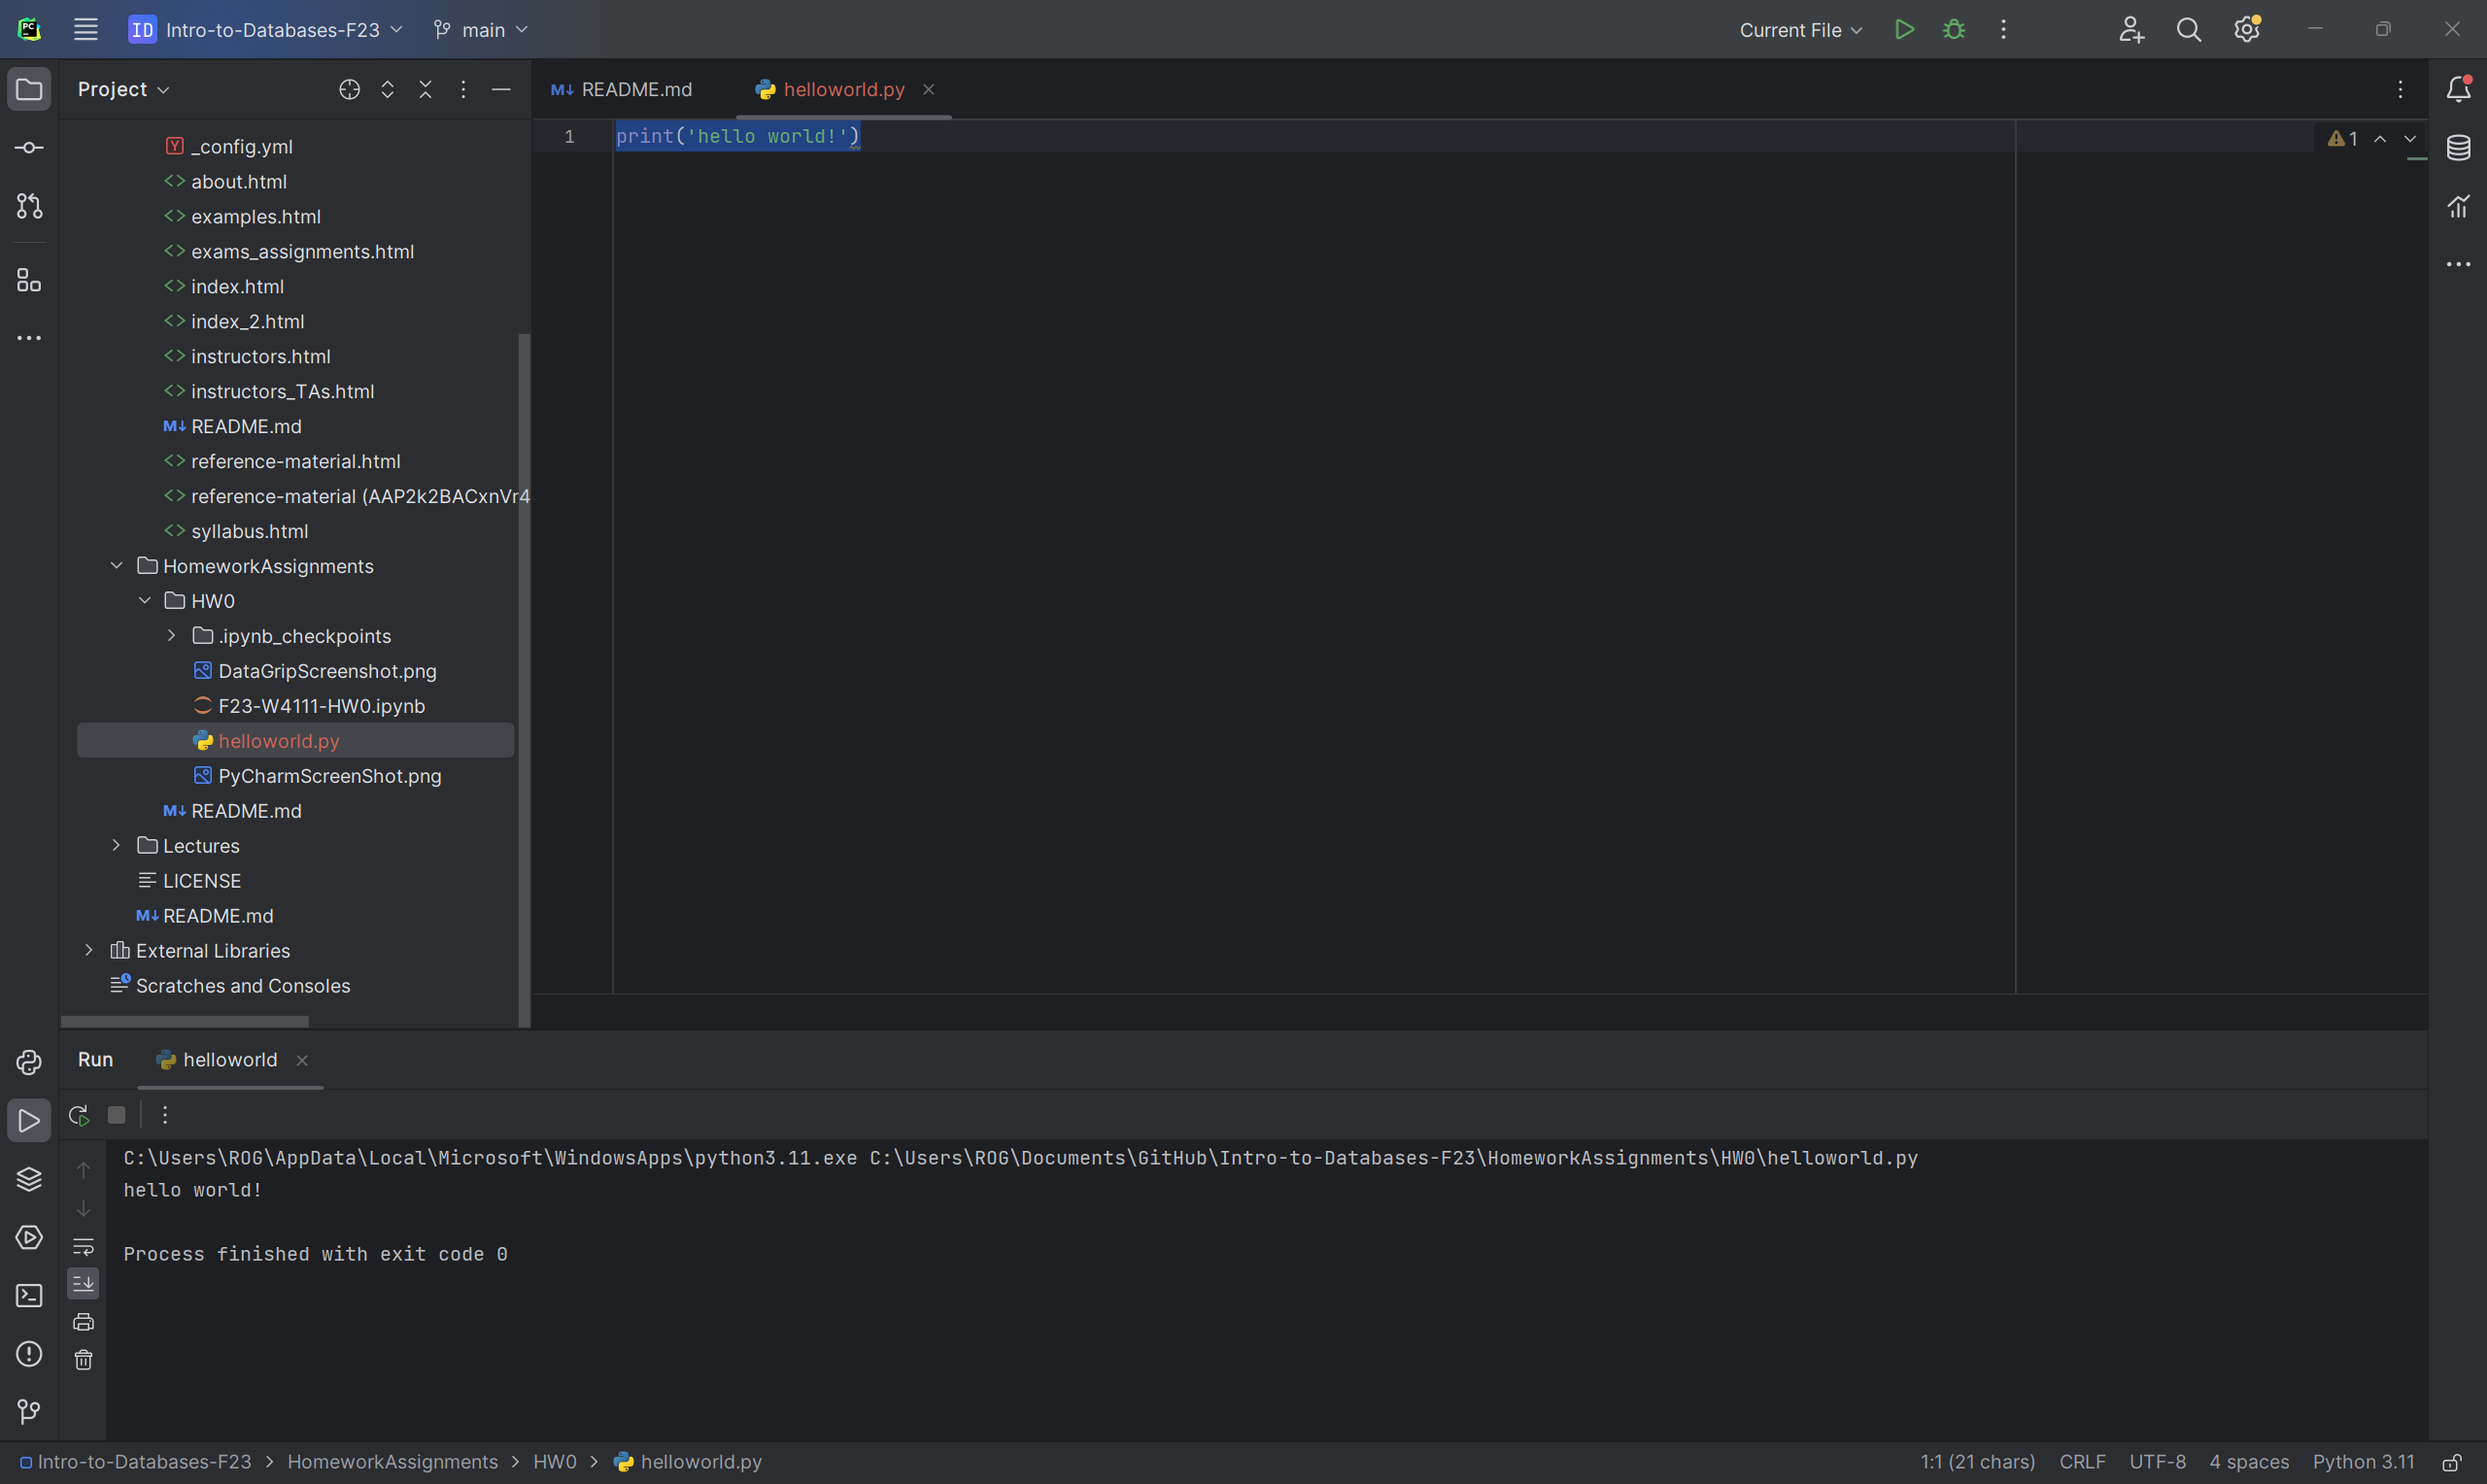 PC
ID Intro-to-Databases-F23
main
Current File
Project
README.md
helloworld.py
_config.yml
about.html
examples.html
exams_assignments.html
index.html
index_2.html
instructors.html
instructors_TAs.html
README.md
reference-material.html
reference-material (AAP2k2BACxnVr4
syllabus.html
HomeworkAssignments
HW0
.ipynb_checkpoints
DataGripScreenshot.png
F23-W4111-HW0.ipynb
helloworld.py
PyCharmScreenShot.png
README.md
Lectures
LICENSE
README.md
External Libraries
Scratches and Consoles
1 print('hello world!')
1
Run
helloworld
C:\Users\ROG\AppData\Local\Microsoft\WindowsApps\python3.11.exe C:\Users\ROG\Documents\GitHub\Intro-to-Databases-F23\HomeworkAssignments\HW0\helloworld.py
hello world!
Process finished with exit code 0
Intro-to-Databases-F23 > HomeworkAssignments > HW0 > helloworld.py
1:1 (21 chars) CRLF UTF-8 4 spaces Python 3.11